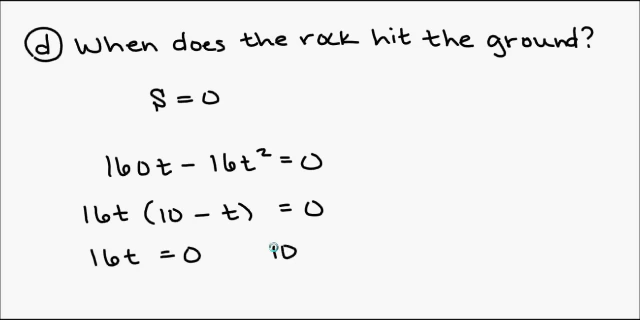 (d) When does the rock hit the ground?
S = 0
160t - 16t² = 0
16t (10 - t) = 0
16t = 0 10